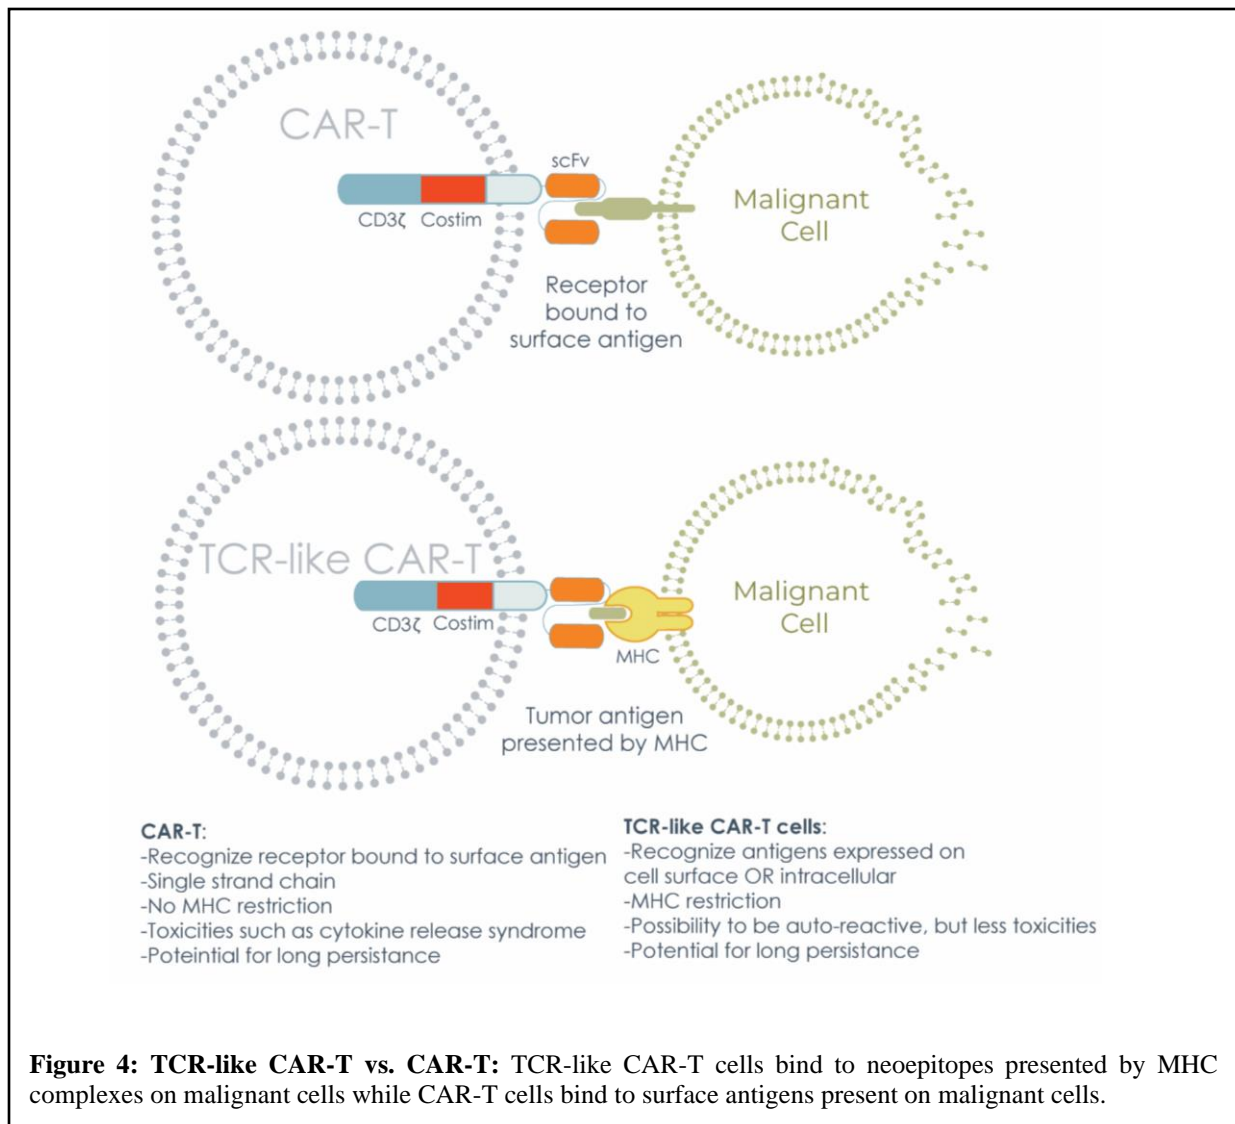 CAR-T
scFv
CD3ζ Costim
Malignant
Cell
Receptor
bound to
surface antigen
TCR-like CAR-T
CD3ζ Costim
MHC
Malignant
Cell
Tumor antigen
presented by MHC
CAR-T:
-Recognize receptor bound to surface antigen
-Single strand chain
-No MHC restriction
-Toxicities such as cytokine release syndrome
-Poteintial for long persistance
TCR-like CAR-T cells:
-Recognize antigens expressed on
cell surface OR intracellular
-MHC restriction
-Possibility to be auto-reactive, but less toxicities
-Potential for long persistance
Figure 4: TCR-like CAR-T vs. CAR-T: TCR-like CAR-T cells bind to neoepitopes presented by MHC
complexes on malignant cells while CAR-T cells bind to surface antigens present on malignant cells.